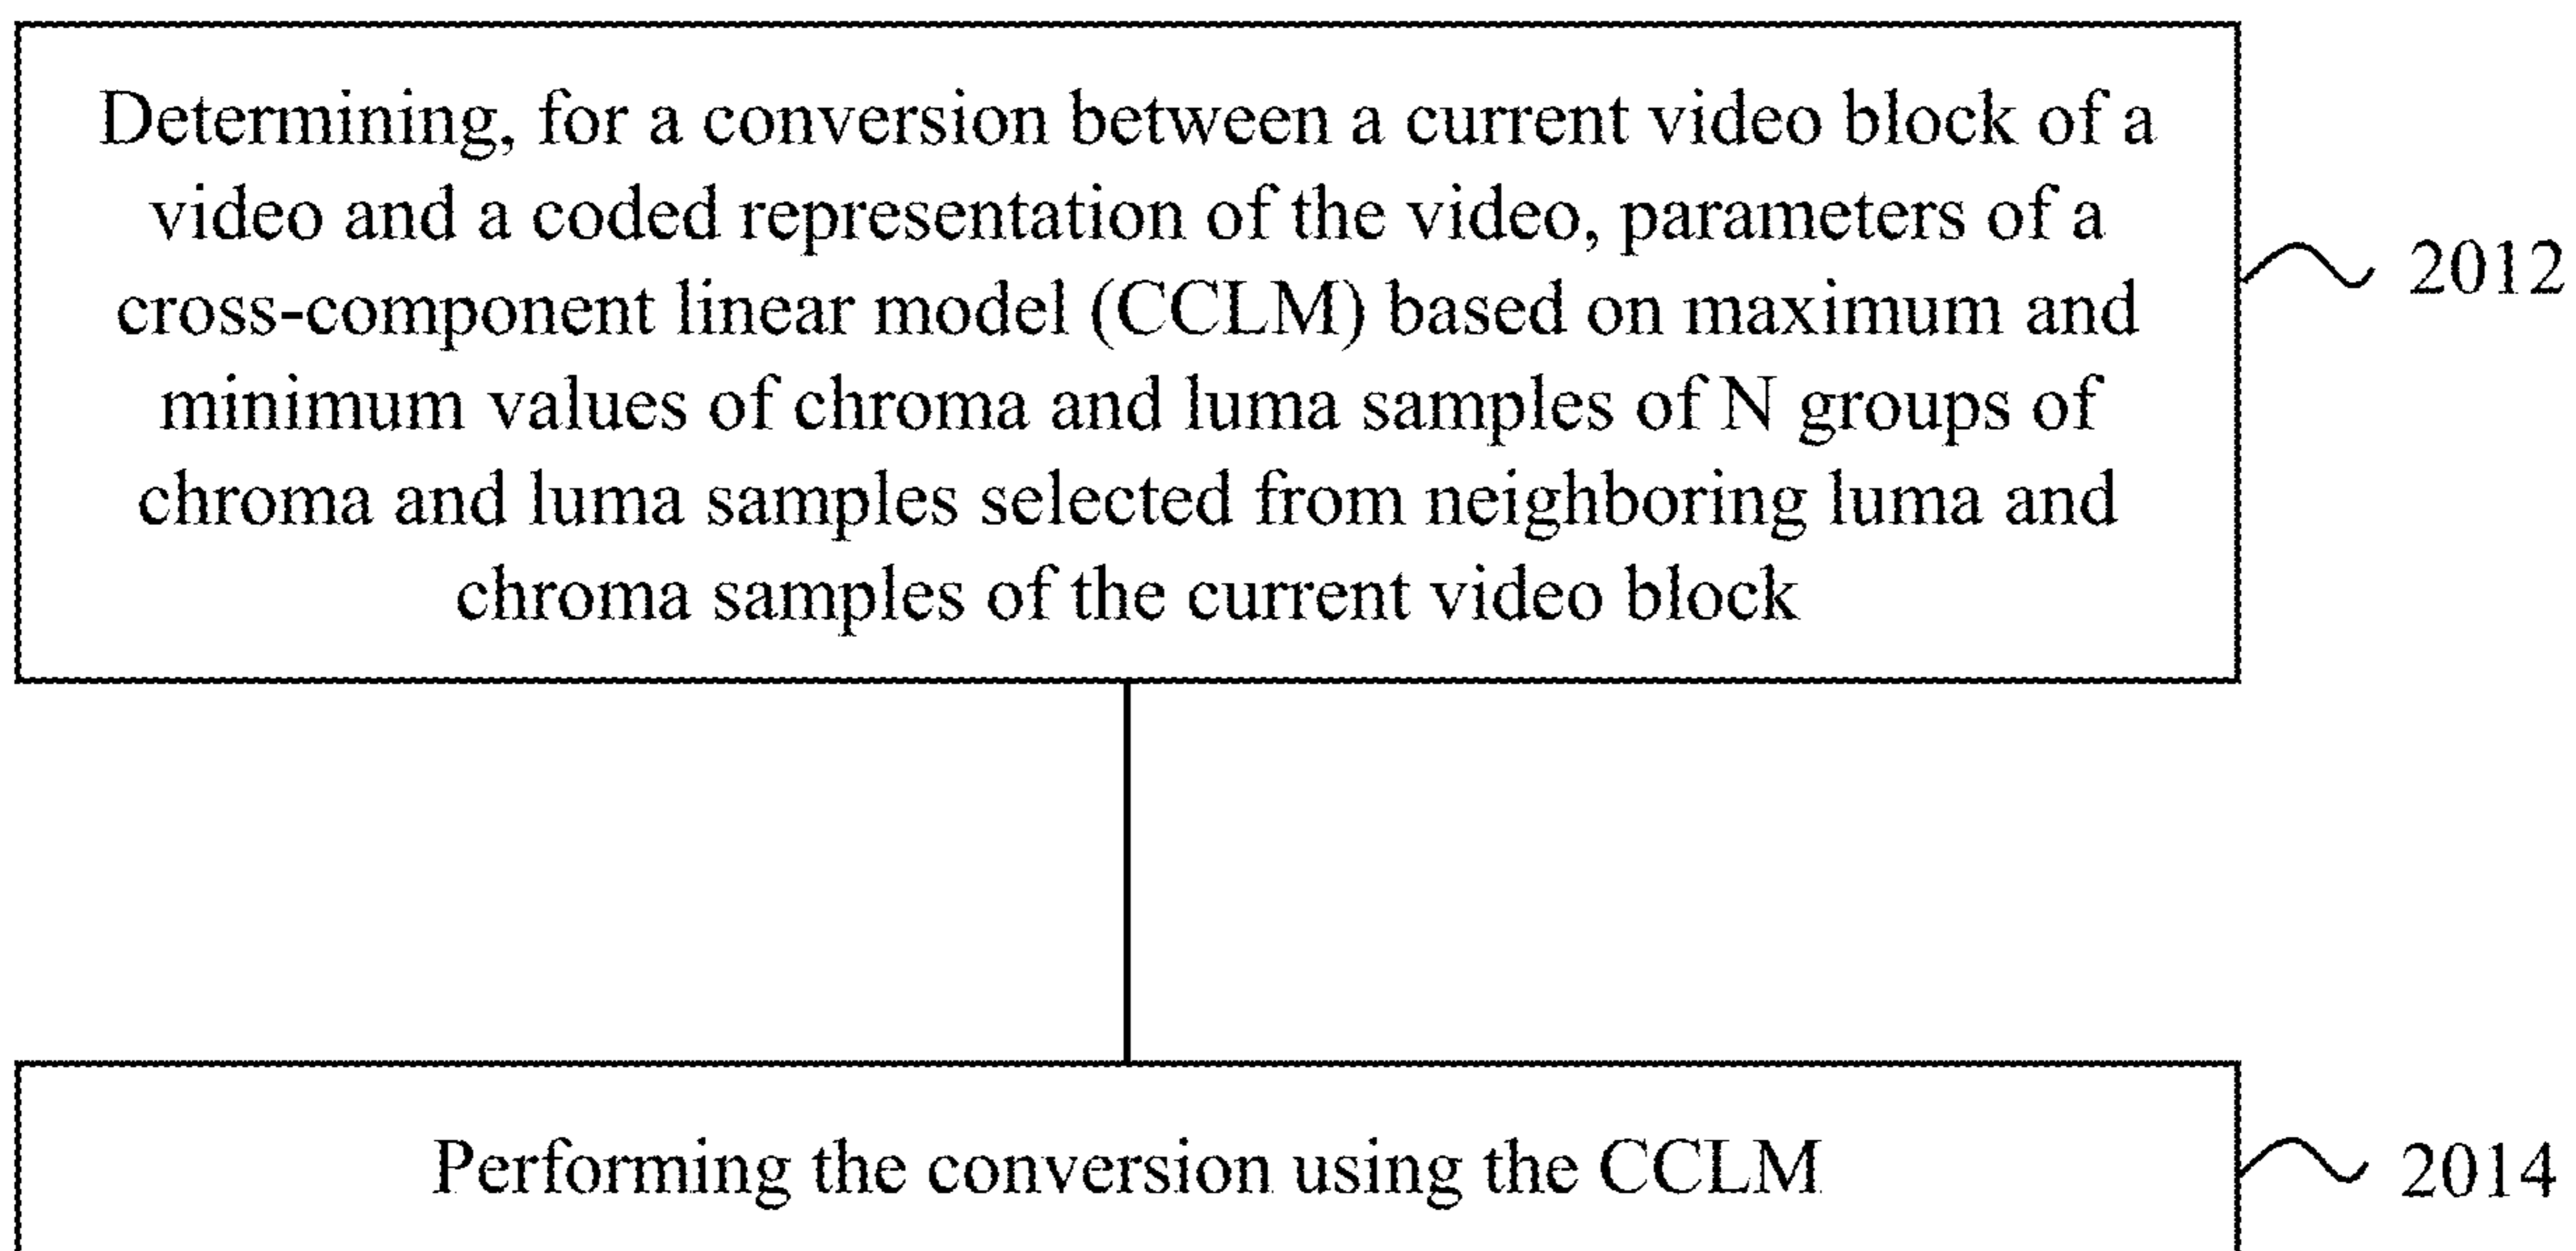 Determining, for a conversion between a current video block of a
video and a coded representation of the video, parameters of a
cross-component linear model (CCLM) based on maximum and
minimum values of chroma and luma samples of N groups of
chroma and luma samples selected from neighboring luma and
chroma samples of the current video block
2012
Performing the conversion using the CCLM
2014